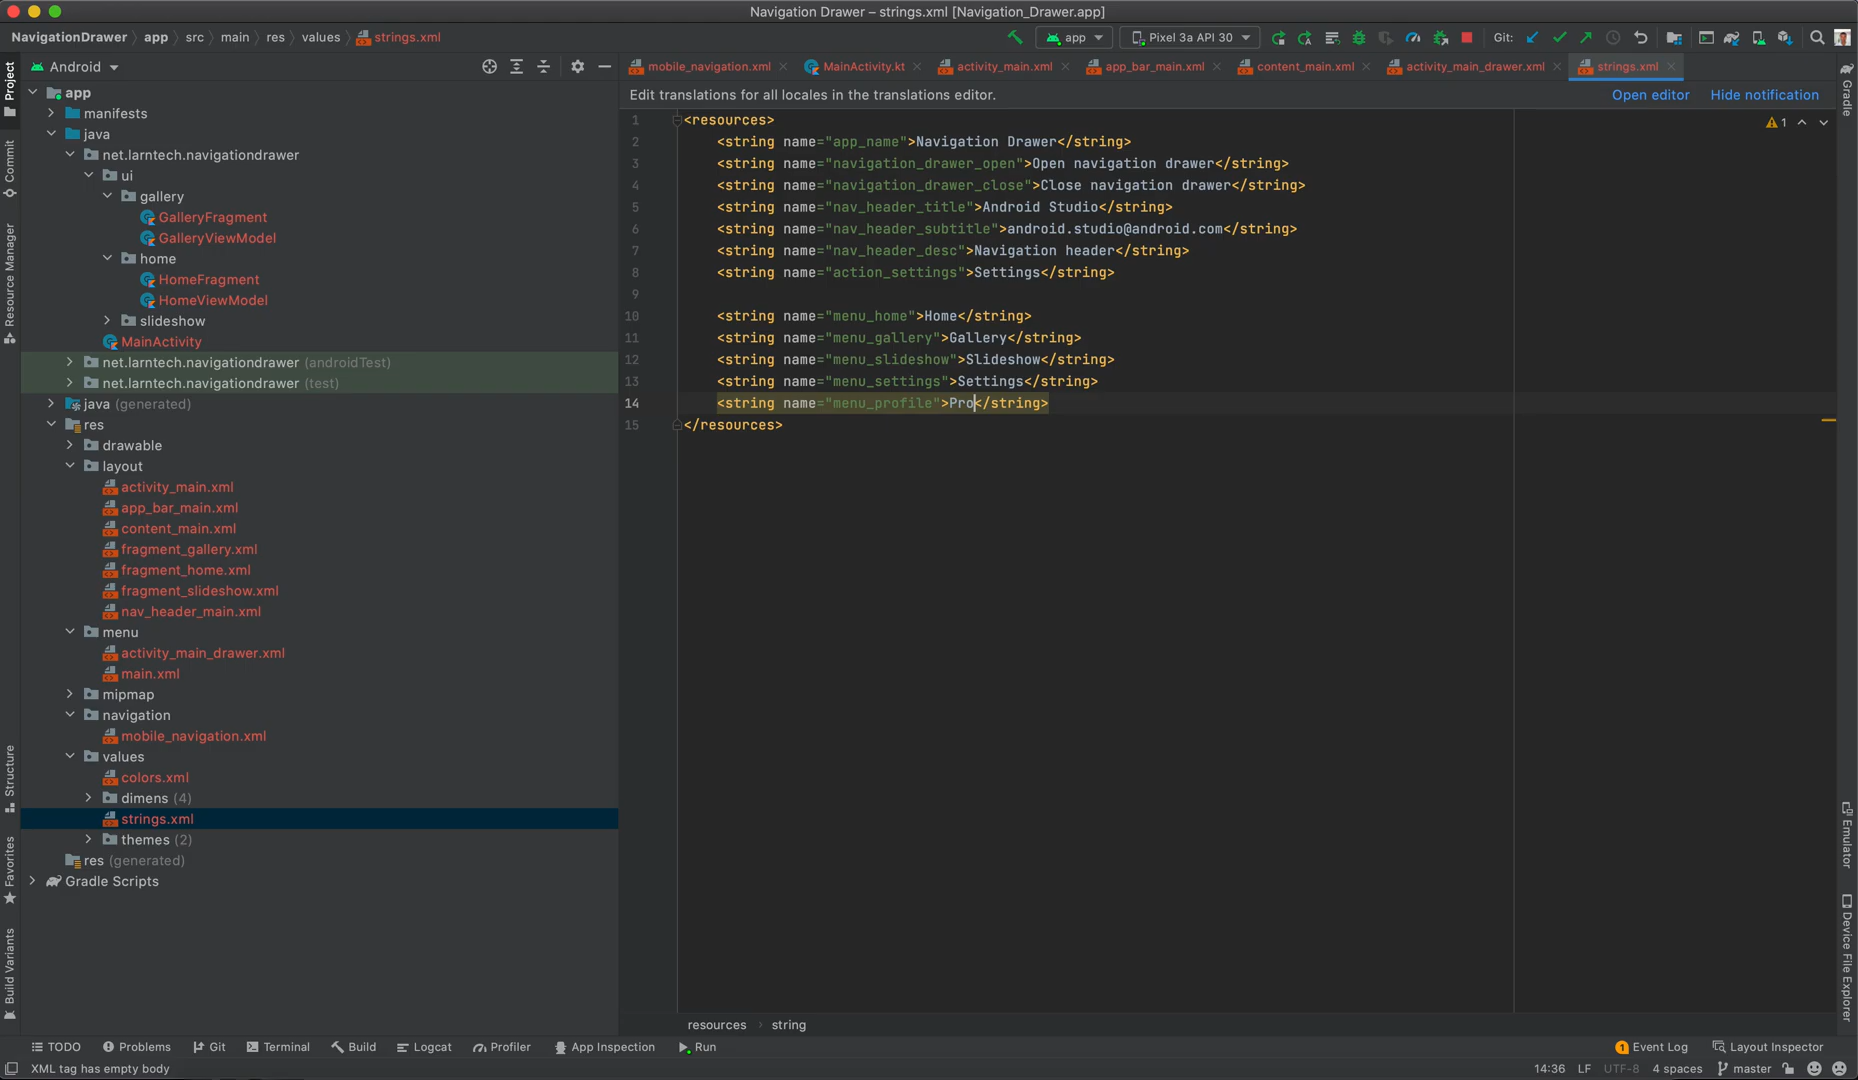 Navigation Drawer – strings.xml [Navigation_Drawer.app]
NavigationDrawer app src main res values strings.xml
app
Pixel 3a API 30
Git:
Android
mobile_navigation.xml
MainActivity.kt
activity_main.xml
app_bar_main.xml
content_main.xml
activity_main_drawer.xml
strings.xml
Edit translations for all locales in the translations editor.
Open editor
Hide notification
Project
Commit
Resource Manager
Structure
Favorites
Build Variants
app
manifests
java
net.larntech.navigationdrawer
ui
gallery
GalleryFragment
GalleryViewModel
home
HomeFragment
HomeViewModel
slideshow
MainActivity
net.larntech.navigationdrawer (androidTest)
net.larntech.navigationdrawer (test)
java (generated)
res
drawable
layout
activity_main.xml
app_bar_main.xml
content_main.xml
fragment_gallery.xml
fragment_home.xml
fragment_slideshow.xml
nav_header_main.xml
menu
activity_main_drawer.xml
main.xml
mipmap
navigation
mobile_navigation.xml
values
colors.xml
dimens (4)
strings.xml
themes (2)
res (generated)
Gradle Scripts
1 <resources>
2 <string name="app_name">Navigation Drawer</string>
3 <string name="navigation_drawer_open">Open navigation drawer</string>
4 <string name="navigation_drawer_close">Close navigation drawer</string>
5 <string name="nav_header_title">Android Studio</string>
6 <string name="nav_header_subtitle">android.studio@android.com</string>
7 <string name="nav_header_desc">Navigation header</string>
8 <string name="action_settings">Settings</string>
9
10 <string name="menu_home">Home</string>
11 <string name="menu_gallery">Gallery</string>
12 <string name="menu_slideshow">Slideshow</string>
13 <string name="menu_settings">Settings</string>
14 <string name="menu_profile">Pro</string>
15 </resources>
1
Gradle
Emulator
Device File Explorer
resources string
TODO
Problems
Git
Terminal
Build
Logcat
Profiler
App Inspection
Run
1 Event Log
Layout Inspector
XML tag has empty body
14:36 LF UTF-8 4 spaces master